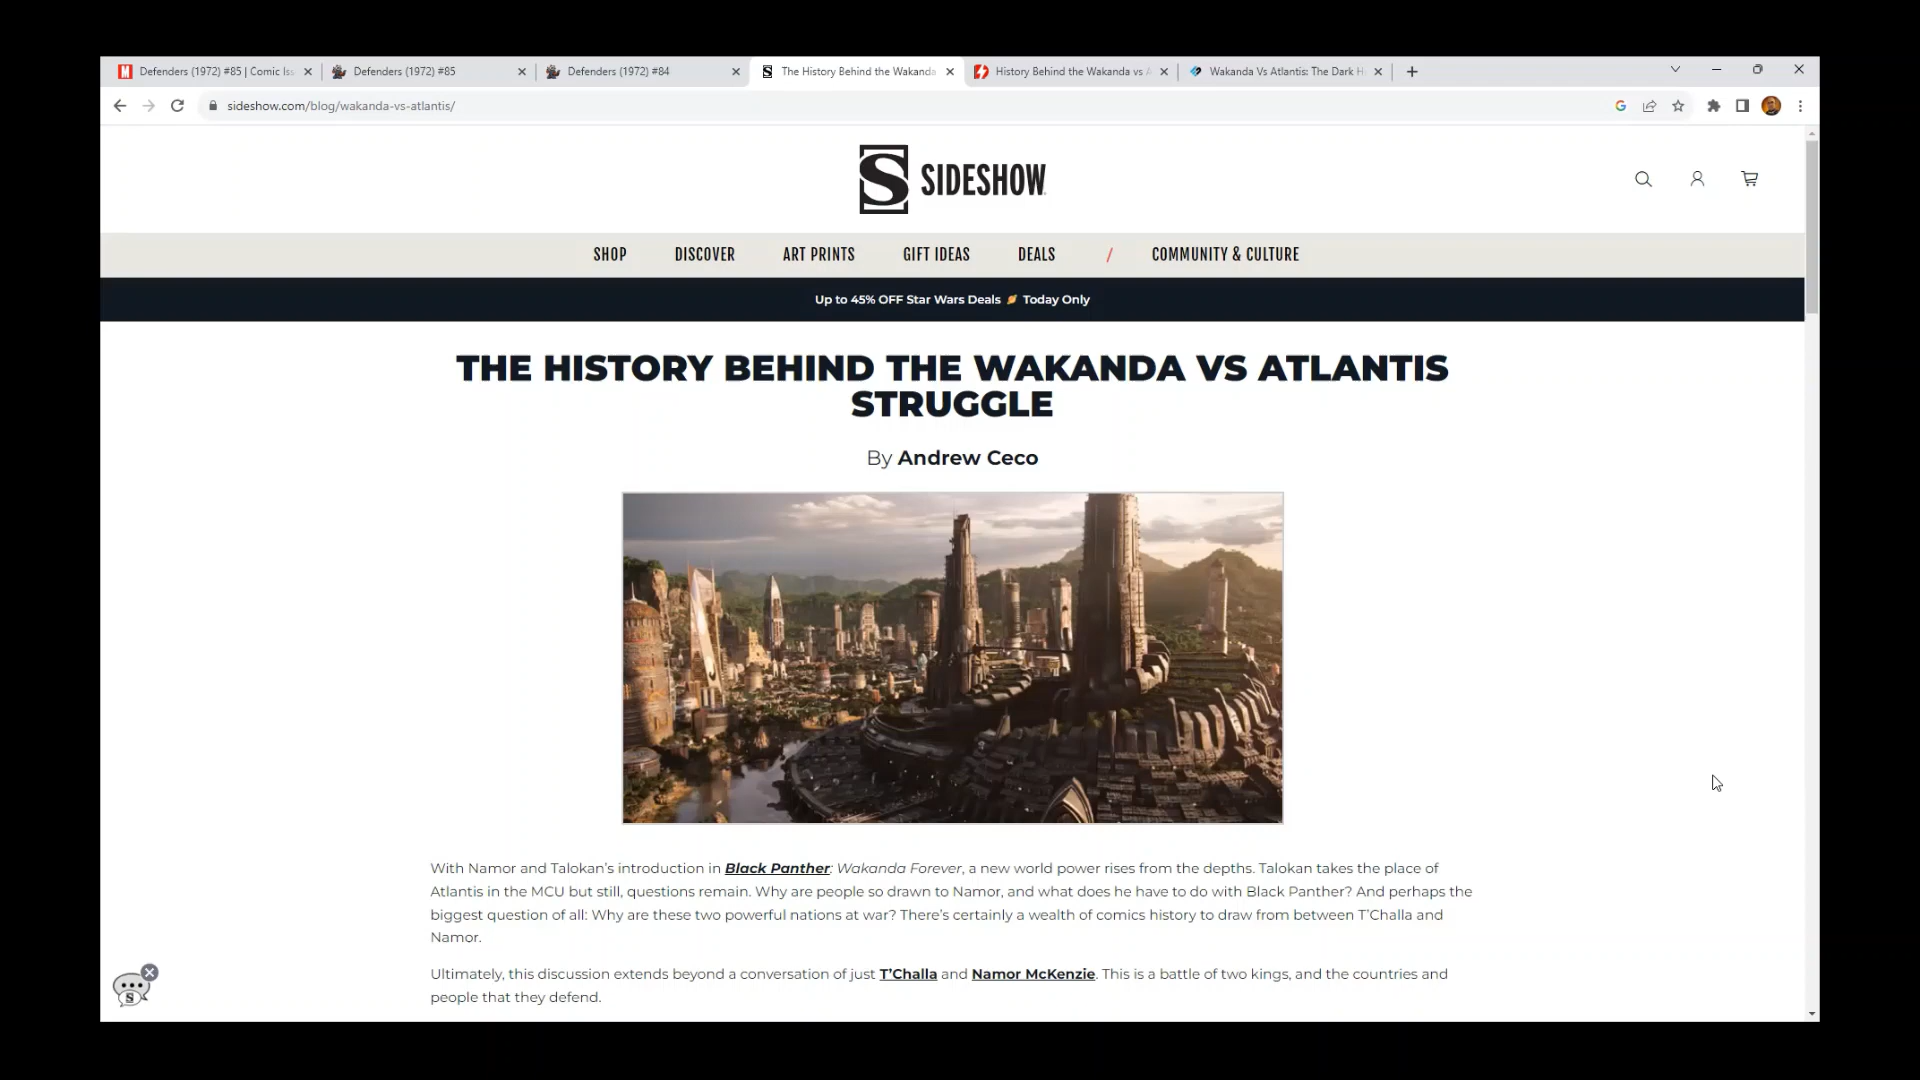 Defenders (1972) #85 | Comic Is
Defenders (1972) #85
Defenders (1972) #84
The History Behind the Wakanda
History Behind the Wakanda vs A
Wakanda Vs Atlantis: The Dark H
sideshow.com/blog/wakanda-vs-atlantis/
S SIDESHOW
SHOP DISCOVER ART PRINTS GIFT IDEAS DEALS / COMMUNITY & CULTURE
Up to 45% OFF Star Wars Deals 🪐 Today Only
THE HISTORY BEHIND THE WAKANDA VS ATLANTIS
STRUGGLE
By Andrew Ceco
With Namor and Talokan’s introduction in Black Panther: Wakanda Forever, a new world power rises from the depths. Talokan takes the place of
Atlantis in the MCU but still, questions remain. Why are people so drawn to Namor, and what does he have to do with Black Panther? And perhaps the
biggest question of all: Why are these two powerful nations at war? There’s certainly a wealth of comics history to draw from between T’Challa and
Namor.
Ultimately, this discussion extends beyond a conversation of just T’Challa and Namor McKenzie. This is a battle of two kings, and the countries and
people that they defend.